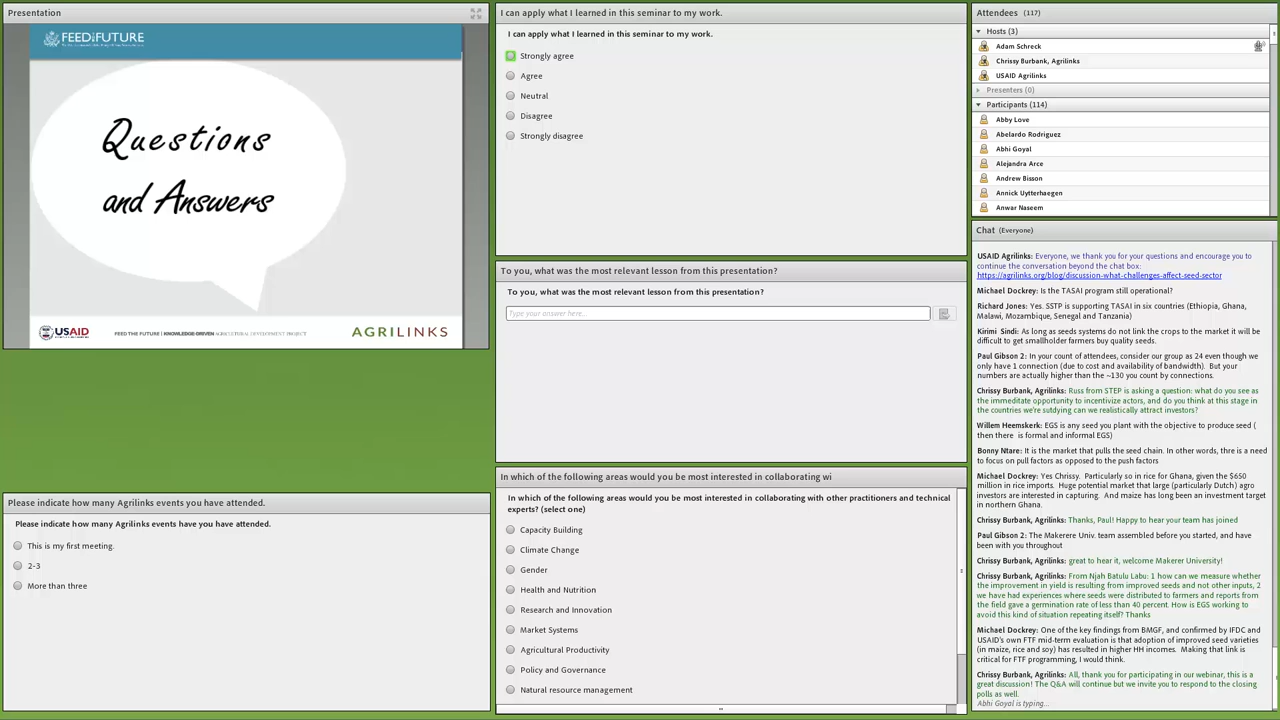 Presentation
FEEDTHEFUTURE
Questions
and Answers
USAID
FEED THE FUTURE | KNOWLEDGE-DRIVEN AGRICULTURAL DEVELOPMENT PROJECT
AGRILINKS
Please indicate how many Agrilinks events you have attended.
Please indicate how many Agrilinks events have you have attended.
This is my first meeting.
2-3
More than three
I can apply what I learned in this seminar to my work.
I can apply what I learned in this seminar to my work.
Strongly agree
Agree
Neutral
Disagree
Strongly disagree
To you, what was the most relevant lesson from this presentation?
To you, what was the most relevant lesson from this presentation?
Type your answer here...
In which of the following areas would you be most interested in collaborating wi
In which of the following areas would you be most interested in collaborating with other practitioners and technical
experts? (select one)
Capacity Building
Climate Change
Gender
Health and Nutrition
Research and Innovation
Market Systems
Agricultural Productivity
Policy and Governance
Natural resource management
Attendees (117)
Hosts (3)
Adam Schreck
Chrissy Burbank, Agrilinks
USAID Agrilinks
Presenters (0)
Participants (114)
Abby Love
Abelardo Rodriguez
Abhi Goyal
Alejandra Arce
Andrew Bisson
Annick Uytterhaegen
Anwar Naseem
Chat (Everyone)
USAID Agrilinks: Everyone, we thank you for your questions and encourage you to
continue the conversation beyond the chat box:
https://agrilinks.org/blog/discussion-what-challenges-affect-seed-sector
Michael Dockrey: Is the TASAI program still operational?
Richard Jones: Yes. SSTP is supporting TASAI in six countries (Ethiopia, Ghana,
Malawi, Mozambique, Senegal and Tanzania)
Kirimi Sindi: As long as seeds systems do not link the crops to the market it will be
difficult to get smallholder farmers buy quality seeds.
Paul Gibson 2: In your count of attendees, consider our group as 24 even though we
only have 1 connection (due to cost and availability of bandwidth). But your
numbers are actually higher than the ~130 you count by connections.
Chrissy Burbank, Agrilinks: Russ from STEP is asking a question: what do you see as
the immeditate opportunity to incentivize actors, and do you think at this stage in
the countries we're sutdying can we realistically attract investors?
Willem Heemskerk: EGS is any seed you plant with the objective to produce seed (
then there is formal and informal EGS)
Bonny Ntare: It is the market that pulls the seed chain. In other words, thre is a need
to focus on pull factors as opposed to the push factors
Michael Dockrey: Yes Chrissy. Particularly so in rice for Ghana, given the $650
million in rice imports. Huge potential market that large (particularly Dutch) agro
investors are interested in capturing. And maize has long been an investment target
in northern Ghana.
Chrissy Burbank, Agrilinks: Thanks, Paul! Happy to hear your team has joined
Paul Gibson 2: The Makerere Univ. team assembled before you started, and have
been with you throughout
Chrissy Burbank, Agrilinks: great to hear it, welcome Makerere University!
Chrissy Burbank, Agrilinks: From Njah Batulu Labu: 1 how can we measure whether
the improvement in yield is resulting from improved seeds and not other inputs, 2
we have had experiences where seeds were distributed to farmers and reports from
the field gave a germination rate of less than 40 percent. How is EGS working to
avoid this kind of situation repeating itself? Thanks
Michael Dockrey: One of the key findings from BMGF, and confirmed by IFDC and
USAID's own FTF mid-term evaluation is that adoption of improved seed varieties
(in maize, rice and soy) has resulted in higher HH incomes. Making that link is
critical for FTF programming, I would think.
Chrissy Burbank, Agrilinks: All, thank you for participating in our webinar, this is a
great discussion! The Q&A will continue but we invite you to respond to the closing
polls as well.
Abhi Goyal is typing...